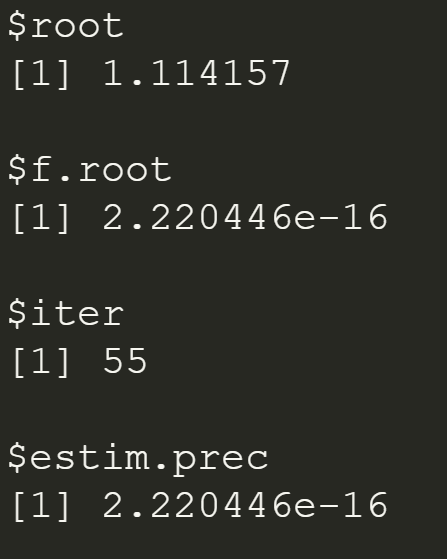 $root
[1] 1.114157
$f.root
[1] 2.220446e-16
$iter
[1] 55
$estim.prec
[1] 2.220446e-16